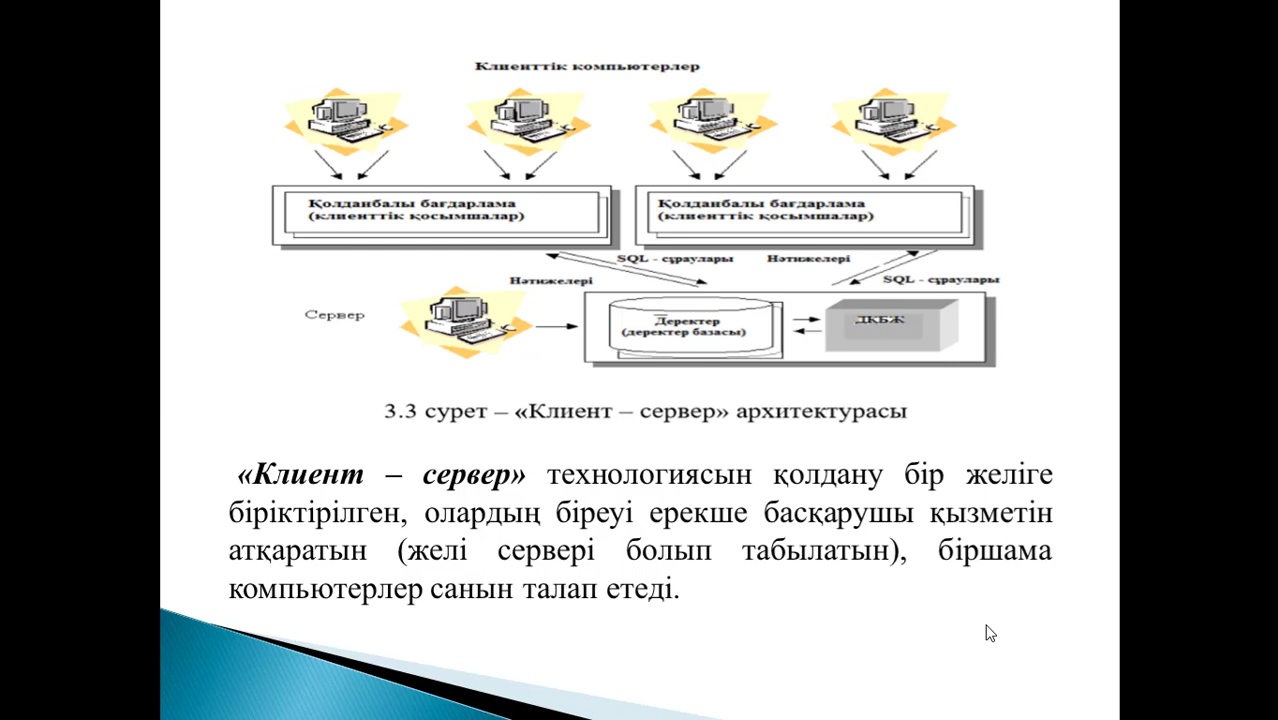 Клиенттік компьютерлер
Қолданбалы бағдарлама
(клиенттік қосымшалар)
Қолданбалы бағдарлама
(клиенттік қосымшалар)
SQL - сұраулары
Нәтижелері
Нәтижелері
SQL - сұраулары
Сервер
Деректер
(деректер базасы)
ДКБЖ
3.3 сурет – «Клиент – сервер» архитектурасы
«Клиент – сервер» технологиясын қолдану бір желіге
біріктірілген, олардың біреуі ерекше басқарушы қызметін
атқаратын (желі сервері болып табылатын), біршама
компьютерлер санын талап етеді.